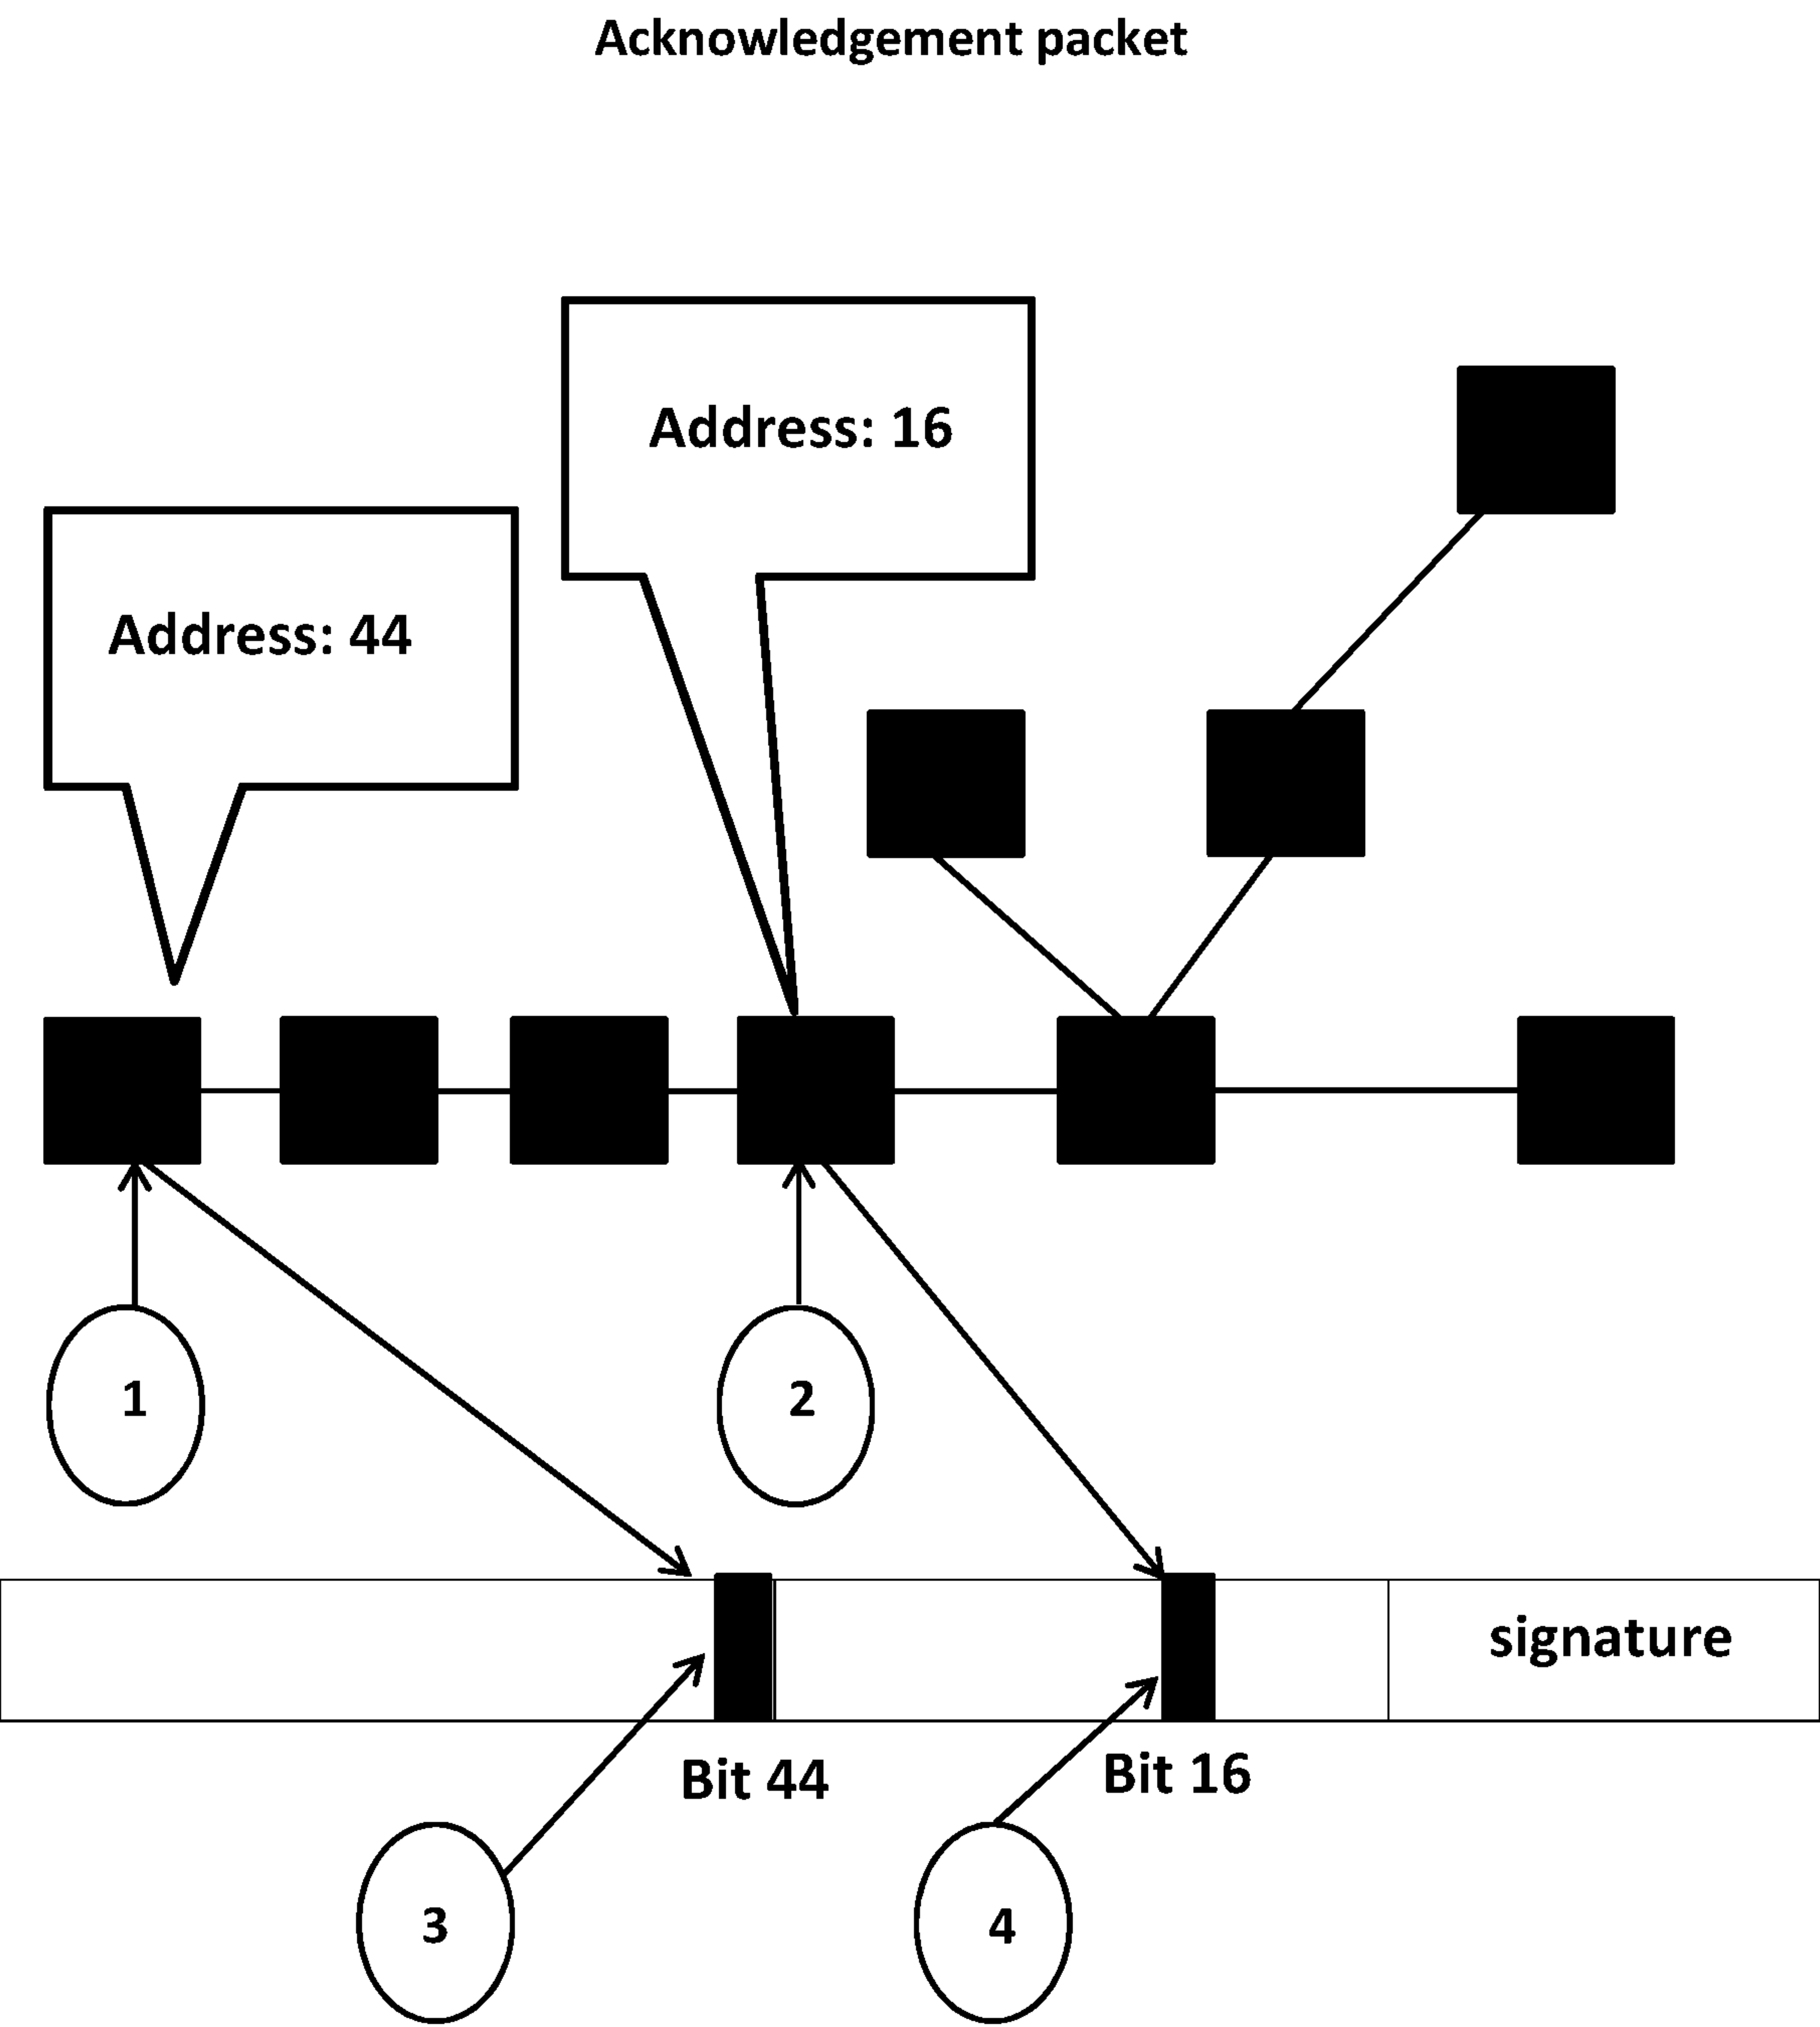 Acknowledgement packet
Address: 16
Address: 44
1
2
signature
Bit 44
Bit 16
3
4